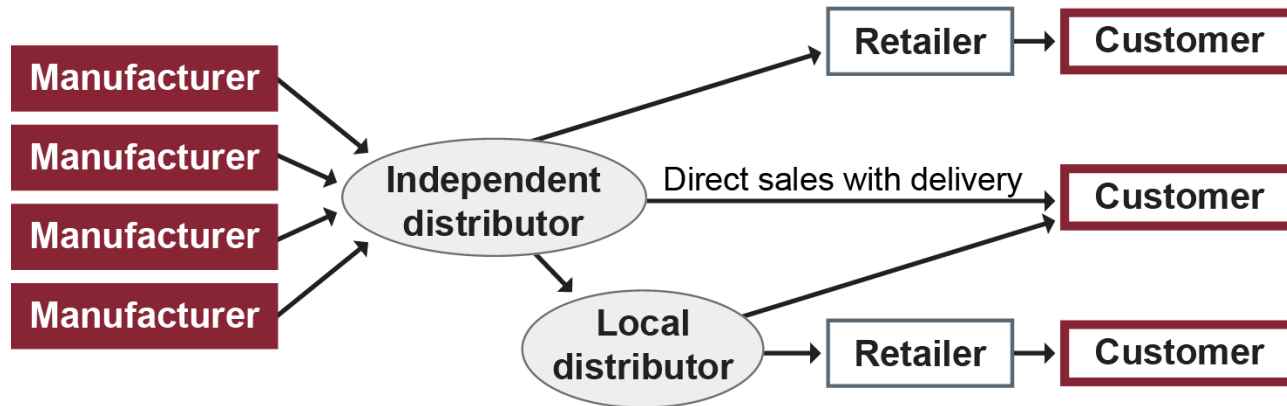 Manufacturer
Manufacturer
Manufacturer
Manufacturer
Independent
distributor
Local
distributor
Direct sales with delivery
Retailer
Customer
Customer
Retailer
Customer